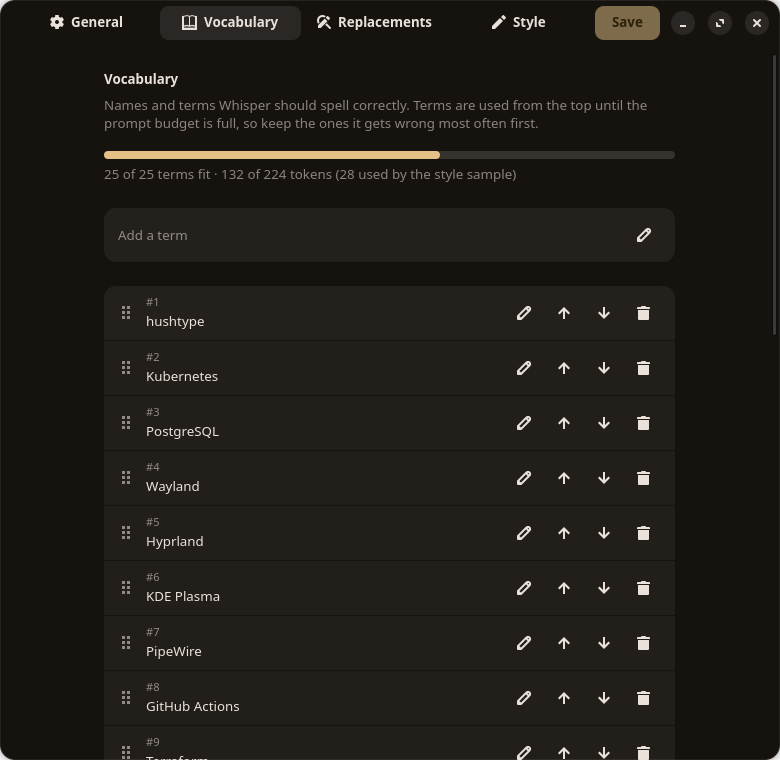 General
Vocabulary
Replacements
Style
Save
Vocabulary
Names and terms Whisper should spell correctly. Terms are used from the top until the
prompt budget is full, so keep the ones it gets wrong most often first.
25 of 25 terms fit · 132 of 224 tokens (28 used by the style sample)
Add a term
#1
hushtype
#2
Kubernetes
#3
PostgreSQL
#4
Wayland
#5
Hyprland
#6
KDE Plasma
#7
PipeWire
#8
GitHub Actions
#9
Terraform